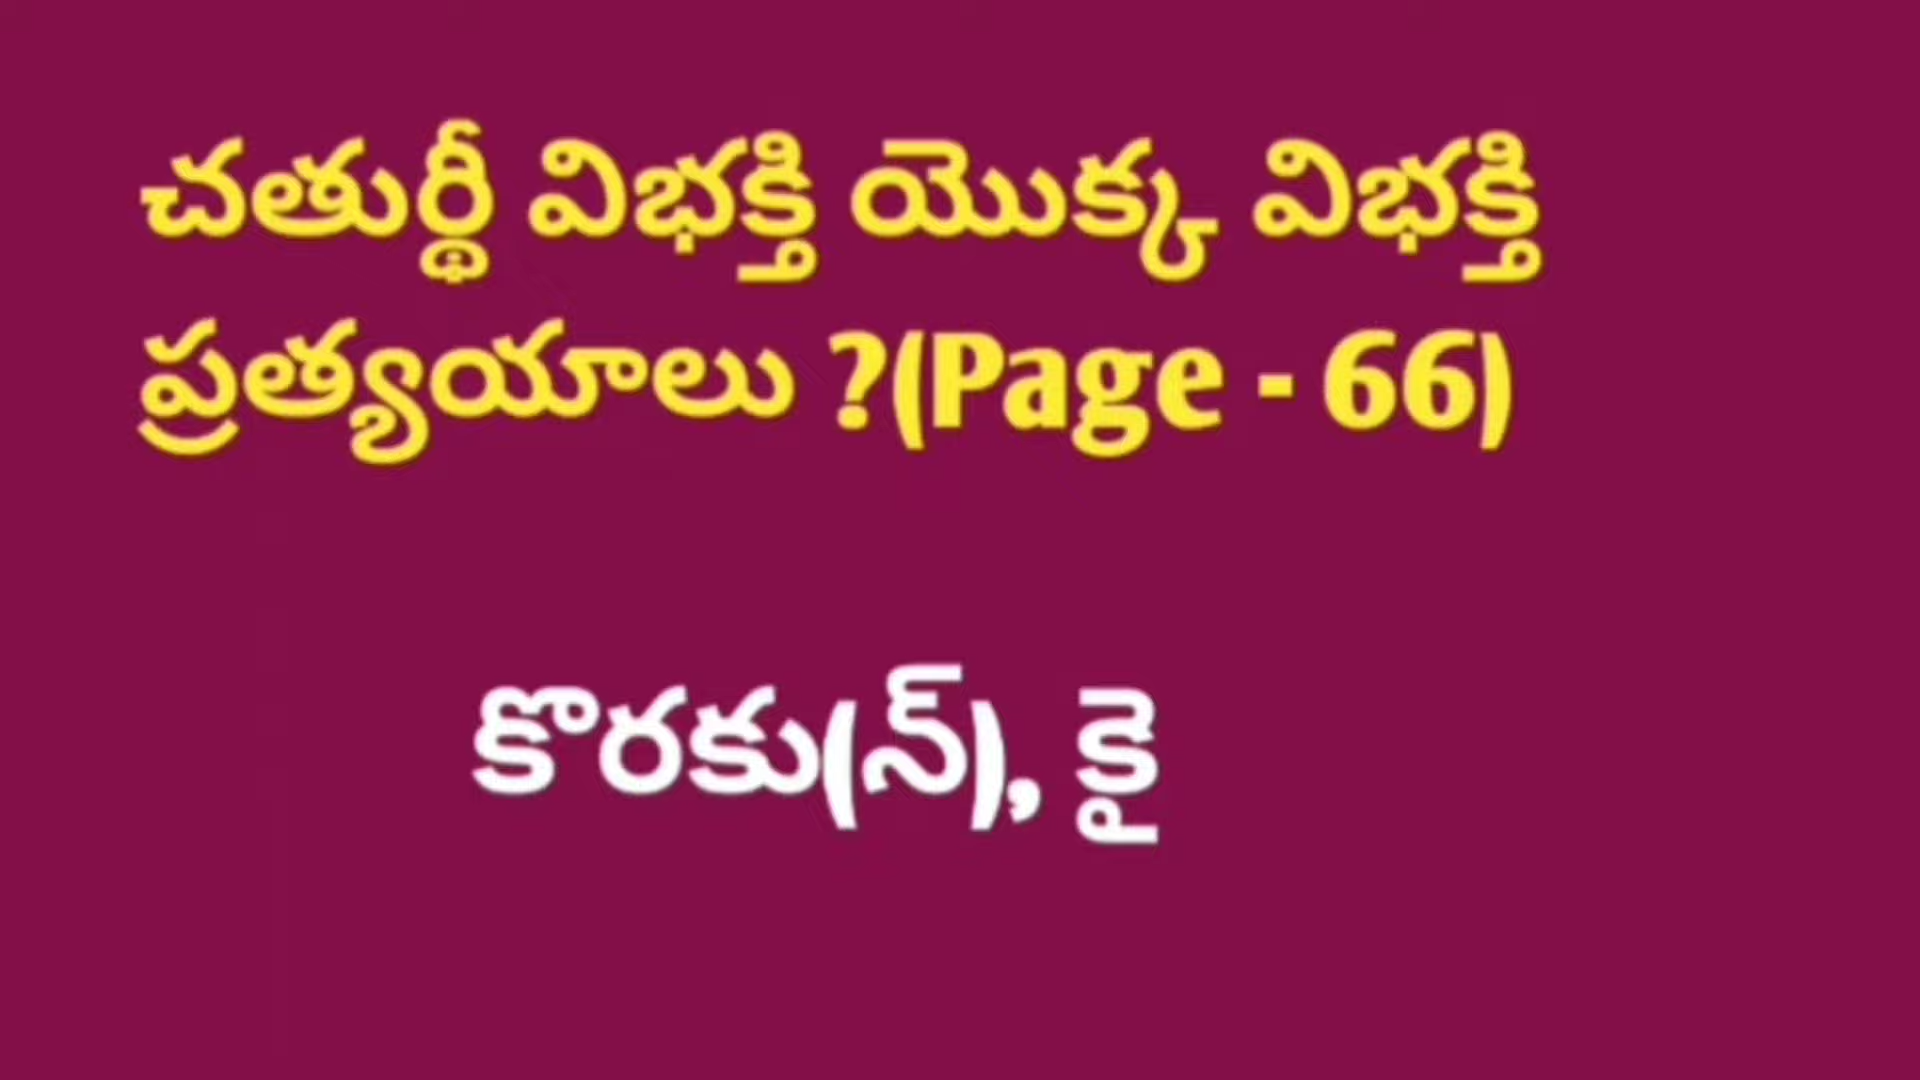 చతుర్థీ విభక్తి యొక్క విభక్తి
ప్రత్యయాలు ?(Page - 66)
కొరకు(న్), కై